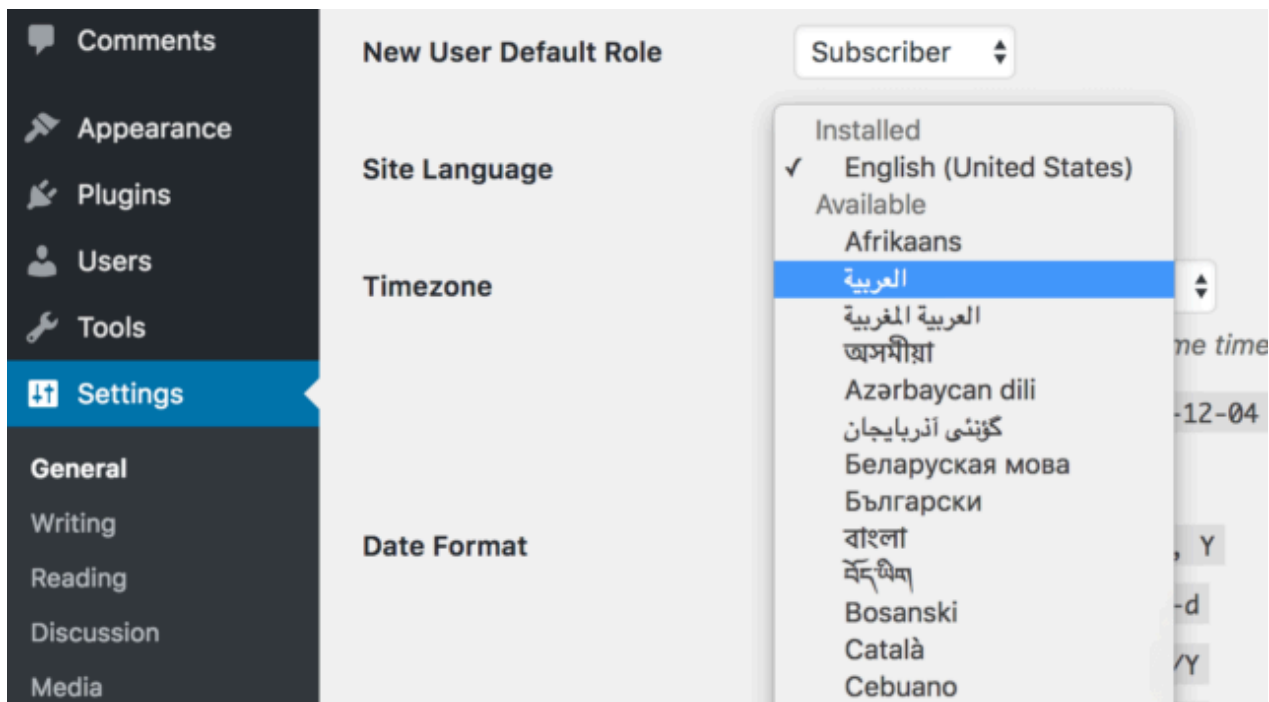 Comments
Appearance
Plugins
Users
Tools
Settings
General
Writing
Reading
Discussion
Media
New User Default Role
Subscriber
Site Language
Installed
✓ English (United States)
Available
Afrikaans
العربية
العربية المغربية
অসমীয়া
Azərbaycan dili
گؤنئی آذربایجان
Беларуская мова
Български
বাংলা
བོད་ཡིག
Bosanski
Català
Cebuano
Timezone
me time
-12-04
Date Format
, Y
-d
/Y